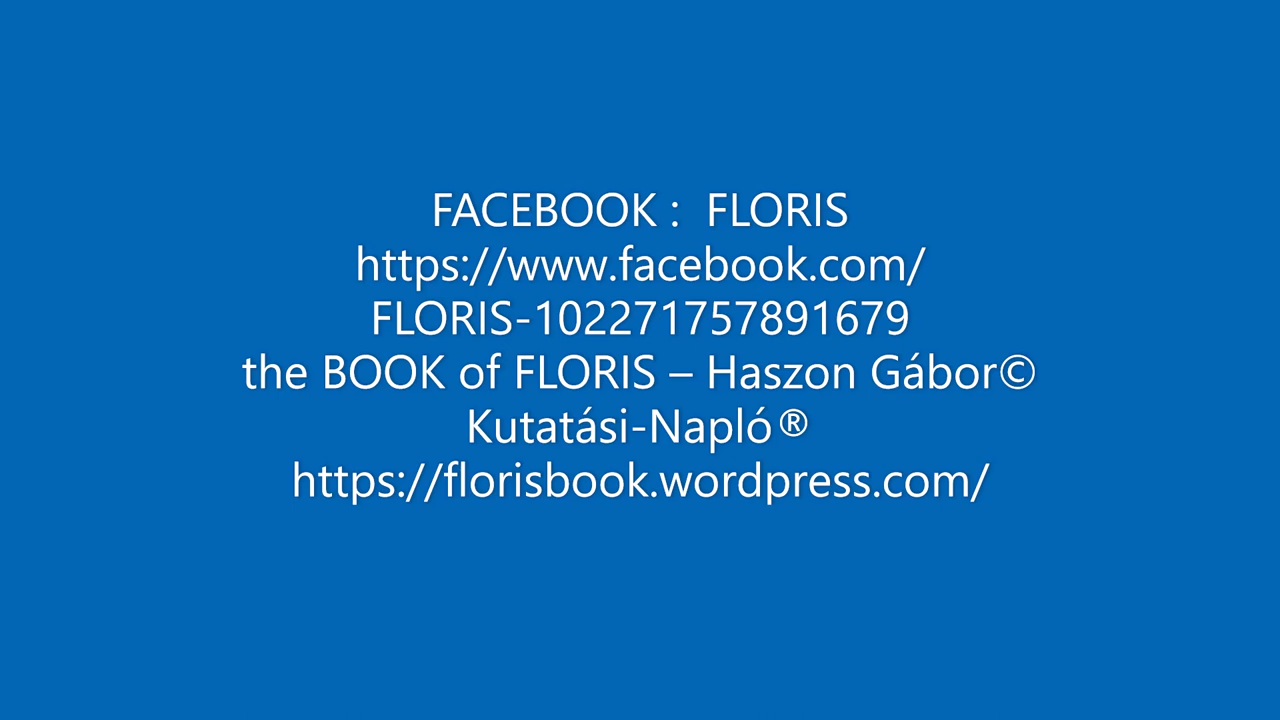 FACEBOOK :  FLORIS
https://www.facebook.com/
FLORIS-102271757891679
the BOOK of FLORIS – Haszon Gábor©
Kutatási-Napló®
https://florisbook.wordpress.com/